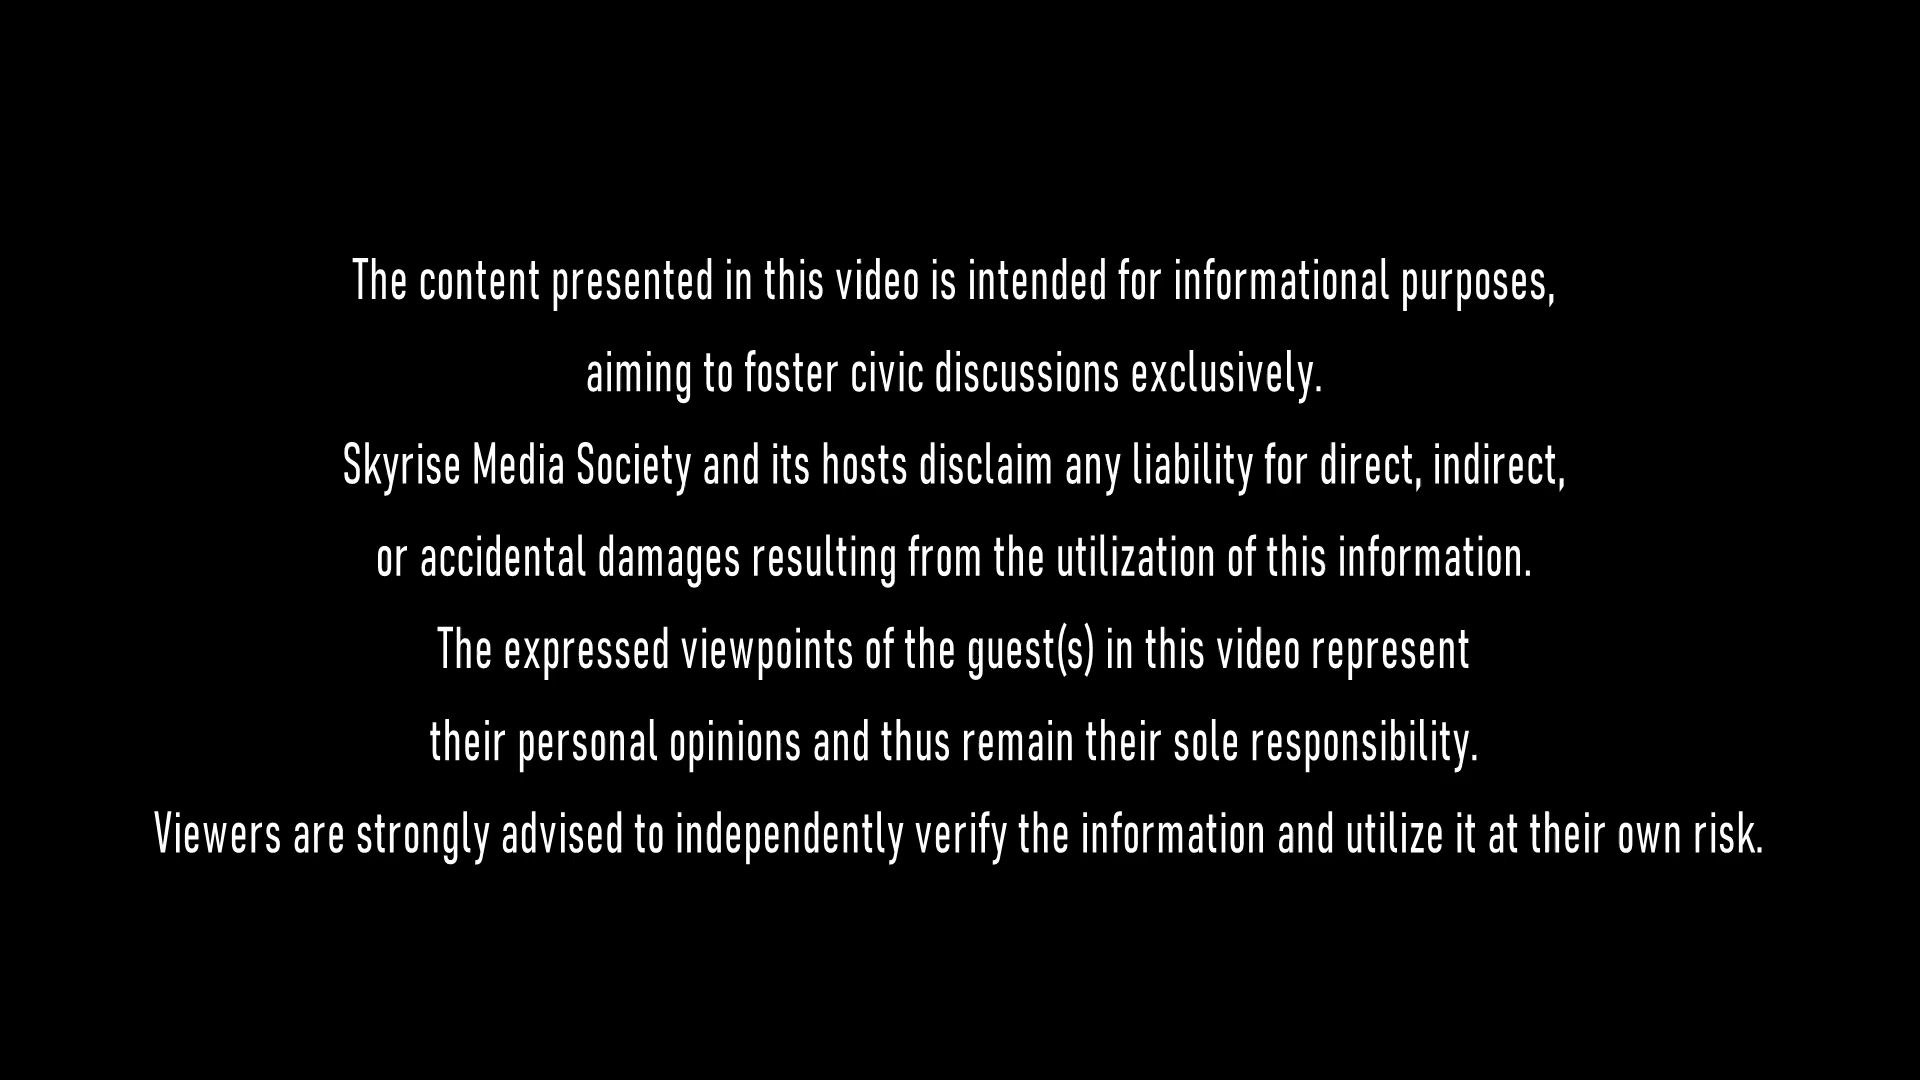 The content presented in this video is intended for informational purposes,
aiming to foster civic discussions exclusively.
Skyrise Media Society and its hosts disclaim any liability for direct, indirect,
or accidental damages resulting from the utilization of this information.
The expressed viewpoints of the guest(s) in this video represent
their personal opinions and thus remain their sole responsibility.
Viewers are strongly advised to independently verify the information and utilize it at their own risk.